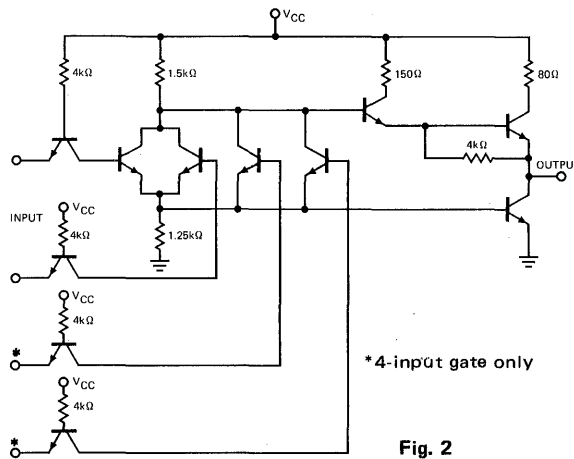 VCC
4kΩ
1.5kΩ
150Ω
80Ω
4kΩ
OUTPU
INPUT
VCC
4kΩ
1.25kΩ
VCC
4kΩ
*
*4-input gate only
VCC
4kΩ
*
Fig. 2